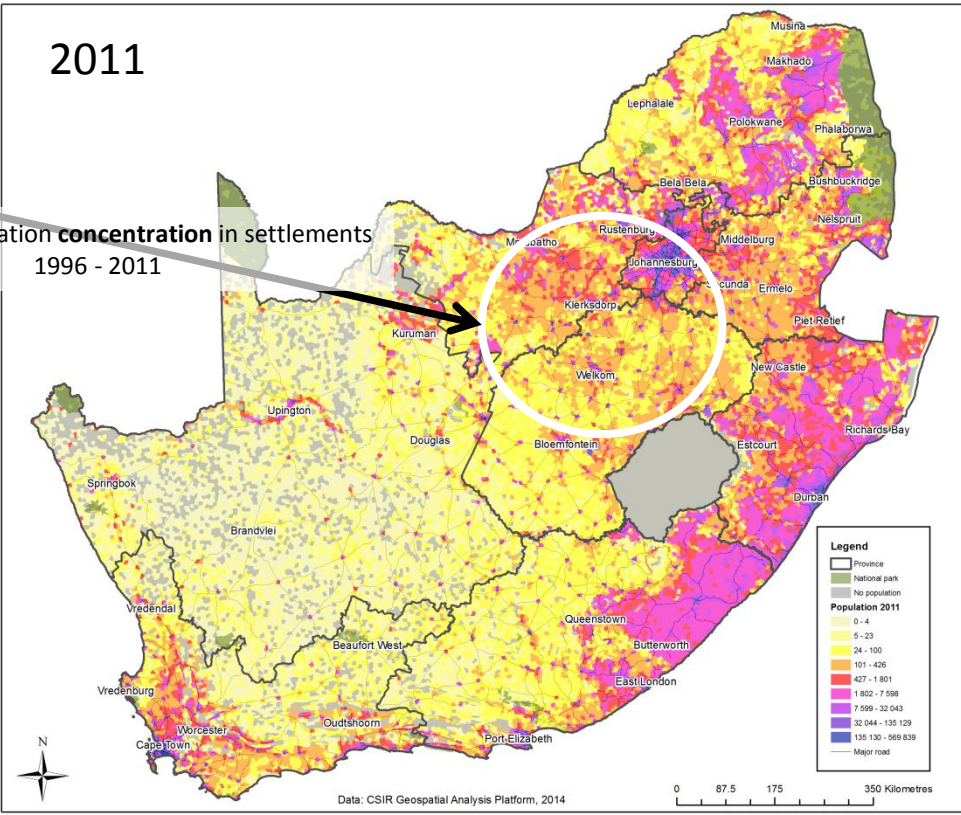 2011
ation concentration in settlements
1996 - 2011
Musina
Makhado
Lephalale
Polokwane
Phalaborwa
Bela Bela
Bushbuckridge
Nelspruit
Rustenburg
Middelburg
Johannesburg
Ermelo
Klerksdorp
Piet Retief
Kuruman
New Castle
Welkom
Upington
Douglas
Bloemfontein
Estcourt
Richards Bay
Springbok
Durban
Brandvlei
Vredendal
Queenstown
Beaufort West
Butterworth
East London
Vredenburg
Oudtshoorn
Worcester
Port Elizabeth
Cape Town
Legend
Province
National park
No population
Population 2011
0 - 4
5 - 23
24 - 100
101 - 426
427 - 1 801
1 802 - 7 598
7 599 - 32 043
32 044 - 135 129
135 130 - 569 839
Major road
N
Data: CSIR Geospatial Analysis Platform, 2014
0 87.5 175 350 Kilometres